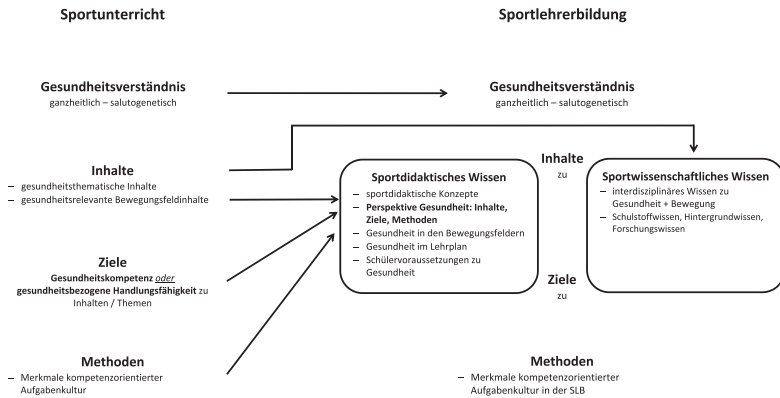 Sportunterricht
Sportlehrerbildung
Gesundheitsverständnis
ganzheitlich – salutogenetisch
Gesundheitsverständnis
ganzheitlich – salutogenetisch
Inhalte
– gesundheitsthematische Inhalte
– gesundheitsrelevante Bewegungsfeldinhalte
Ziele
Gesundheitskompetenz oder
gesundheitsbezogene Handlungsfähigkeit zu
Inhalten / Themen
Methoden
– Merkmale kompetenzorientierter
Aufgabenkultur
Sportdidaktisches Wissen
– sportdidaktische Konzepte
– Perspektive Gesundheit: Inhalte,
Ziele, Methoden
– Gesundheit in den Bewegungsfeldern
– Gesundheit im Lehrplan
– Schülervoraussetzungen zu
Gesundheit
Inhalte
zu
Ziele
zu
Sportwissenschaftliches Wissen
– interdisziplinäres Wissen zu
Gesundheit + Bewegung
– Schulstoffwissen, Hintergrundwissen,
Forschungswissen
Methoden
– Merkmale kompetenzorientierter
Aufgabenkultur in der SLB